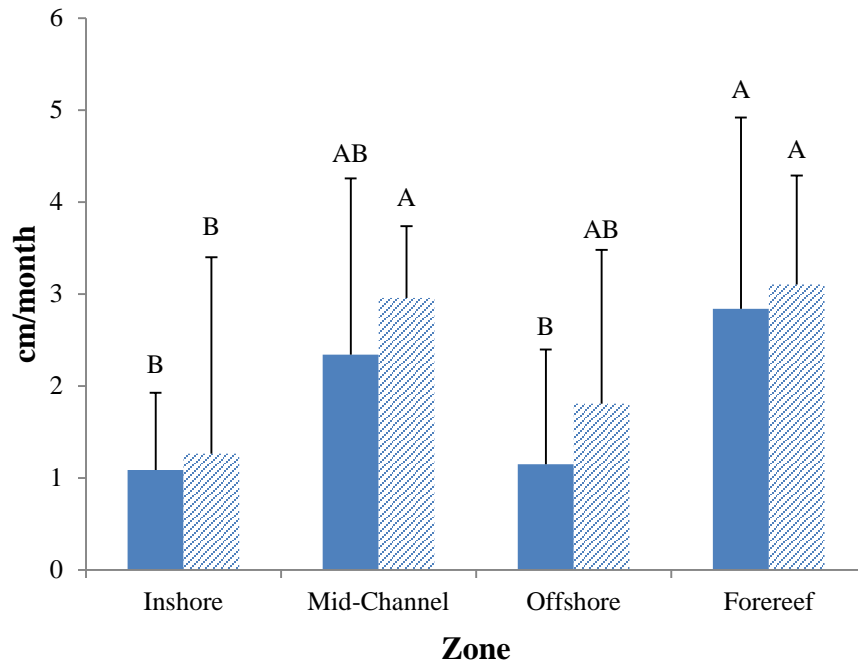 6
A
5
A
AB
4
A
B
AB
cm/month
3
B
B
2
1
0
Inshore Mid-Channel Offshore Forereef
Zone